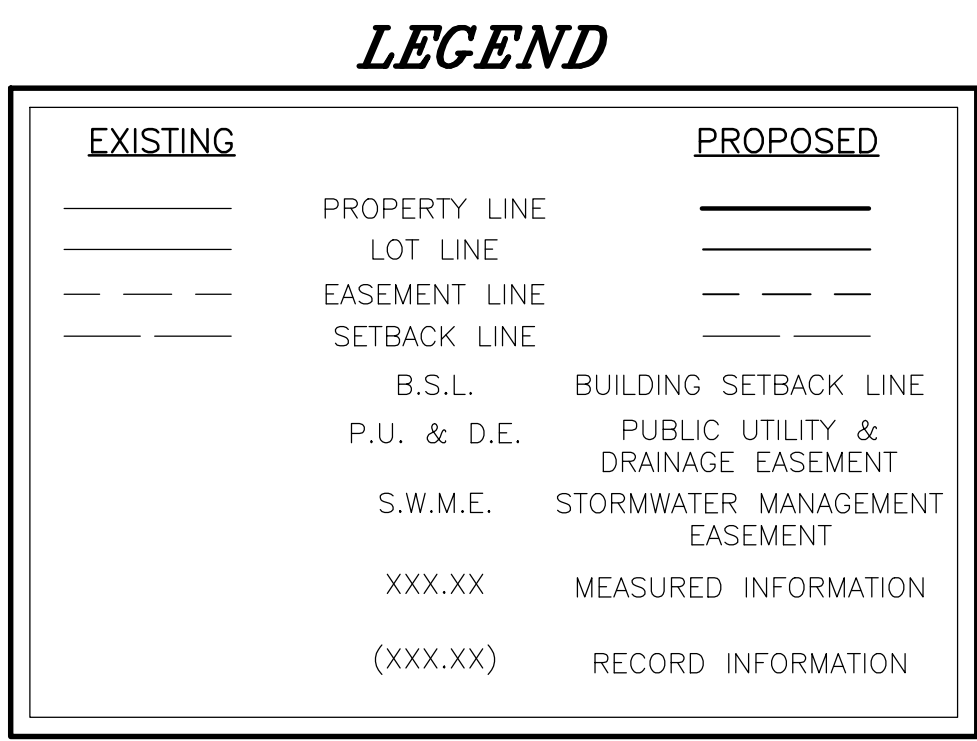 LEGEND
EXISTING PROPOSED
PROPERTY LINE
LOT LINE
EASEMENT LINE
SETBACK LINE
B.S.L. BUILDING SETBACK LINE
P.U. & D.E. PUBLIC UTILITY &
DRAINAGE EASEMENT
S.W.M.E. STORMWATER MANAGEMENT
EASEMENT
XXX.XX MEASURED INFORMATION
(XXX.XX) RECORD INFORMATION